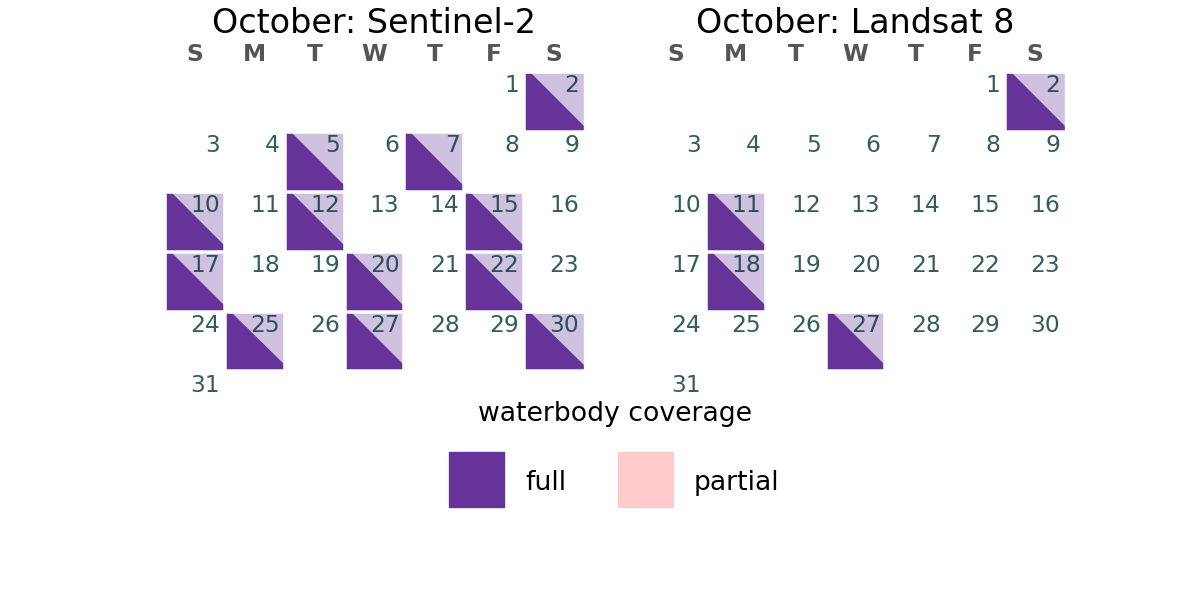 October: Sentinel-2
S M T W T F S
1 2
3 4 5 6 7 8 9
10 11 12 13 14 15 16
17 18 19 20 21 22 23
24 25 26 27 28 29 30
31
October: Landsat 8
S M T W T F S
1 2
3 4 5 6 7 8 9
10 11 12 13 14 15 16
17 18 19 20 21 22 23
24 25 26 27 28 29 30
31
waterbody coverage
full partial